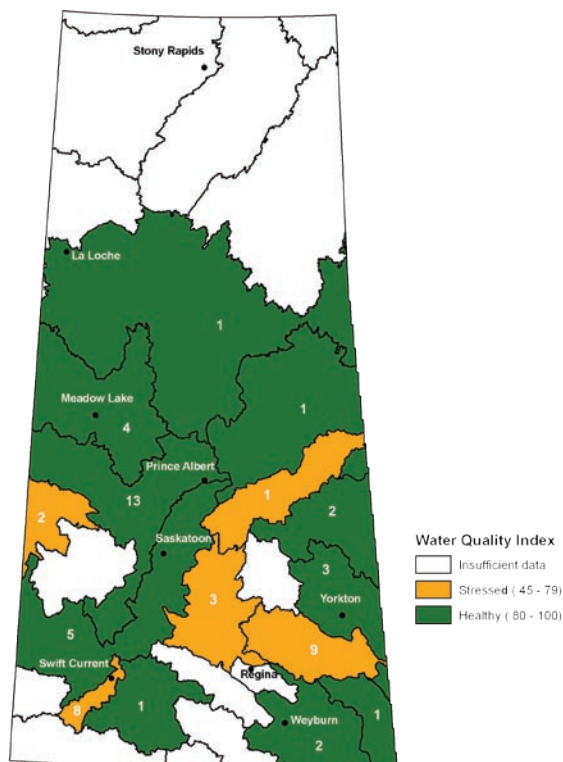 Stony Rapids
La Loche
1
Meadow Lake
4
1
Prince Albert
13
1
2
2
Saskatoon
3
Yorkton
3
5
9
Swift Current
Regina
8
1
1
Weyburn
2
Water Quality Index
Insufficient data
Stressed ( 45 - 79)
Healthy ( 80 - 100)